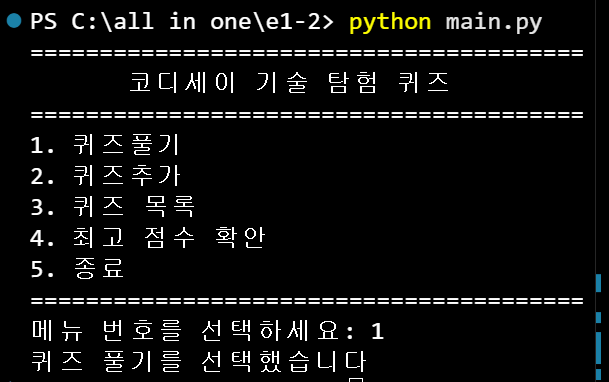 PS C:\all in one\e1-2> python main.py
========================================
코디세이 기술 탐험 퀴즈
========================================
1. 퀴즈풀기
2. 퀴즈추가
3. 퀴즈 목록
4. 최고 점수 확안
5. 종료
========================================
메뉴 번호를 선택하세요: 1
퀴즈 풀기를 선택했습니다